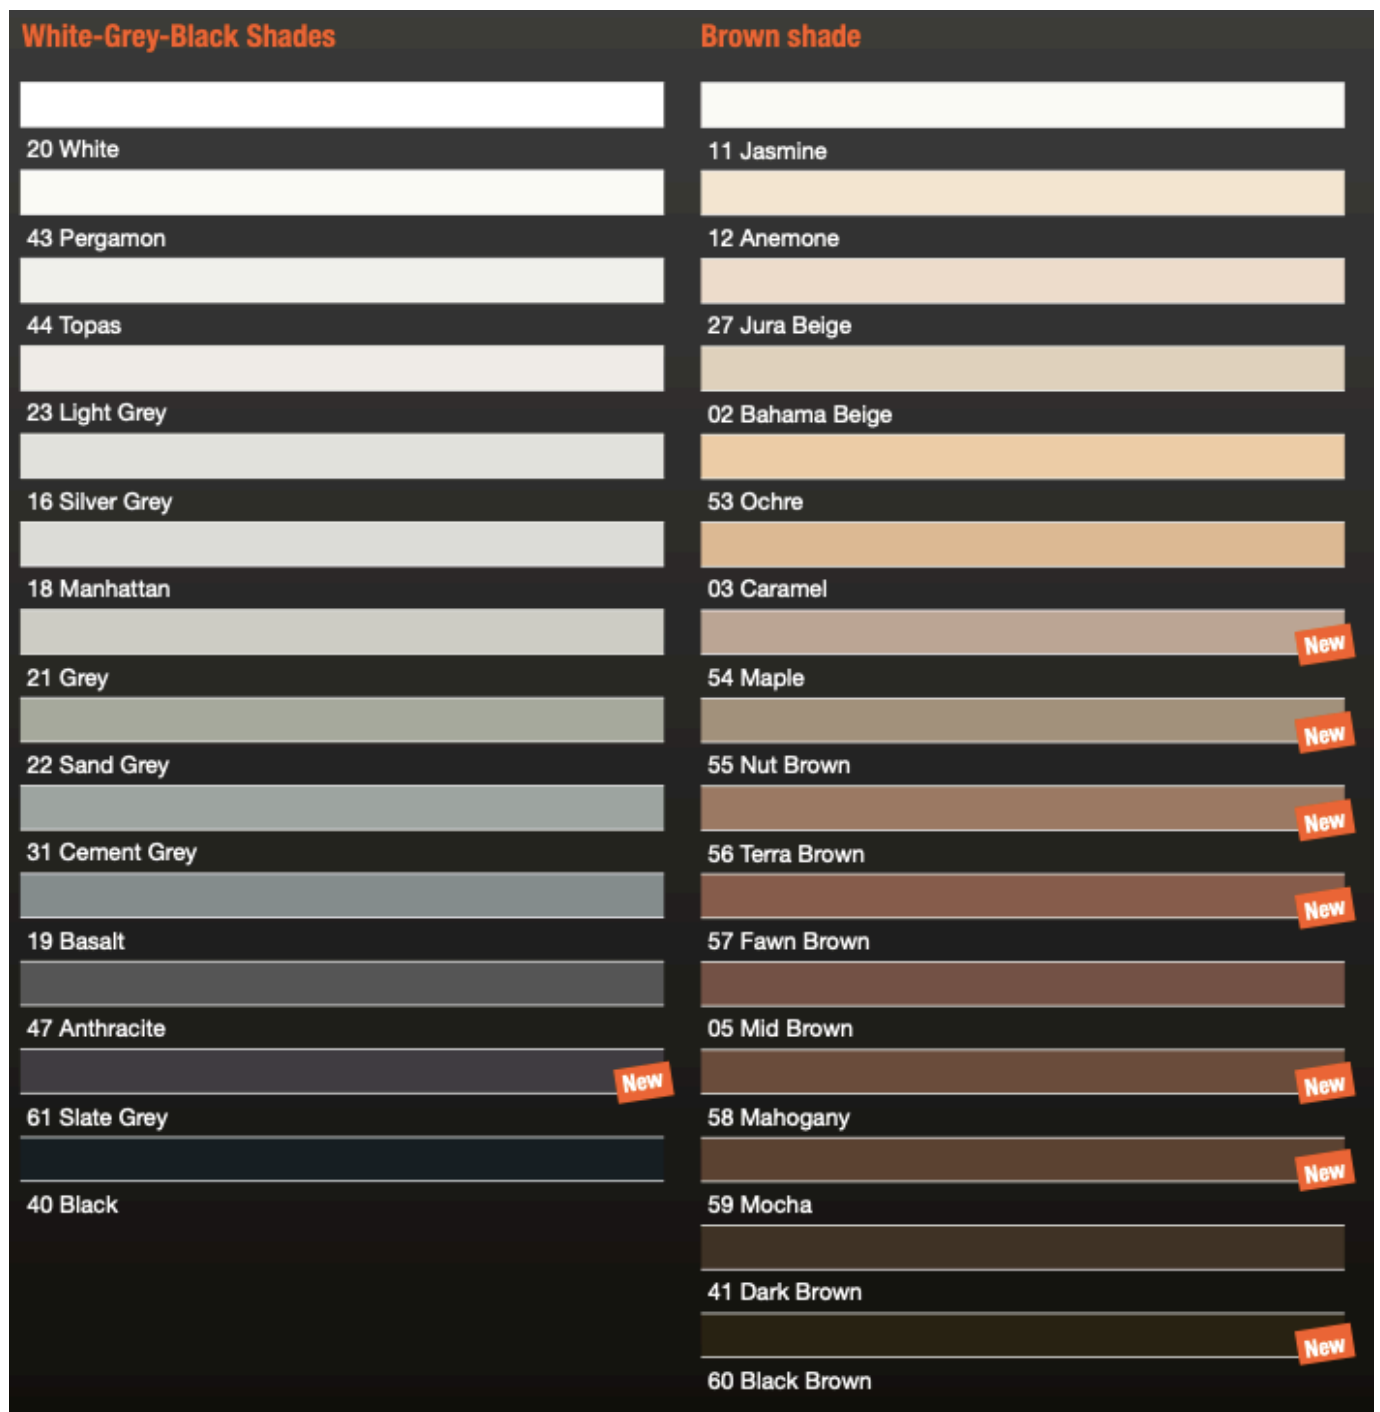 White-Grey-Black Shades
20 White
43 Pergamon
44 Topas
23 Light Grey
16 Silver Grey
18 Manhattan
21 Grey
22 Sand Grey
31 Cement Grey
19 Basalt
47 Anthracite
New
61 Slate Grey
40 Black
Brown shade
11 Jasmine
12 Anemone
27 Jura Beige
02 Bahama Beige
53 Ochre
03 Caramel
New
54 Maple
New
55 Nut Brown
New
56 Terra Brown
New
57 Fawn Brown
05 Mid Brown
New
58 Mahogany
New
59 Mocha
41 Dark Brown
New
60 Black Brown